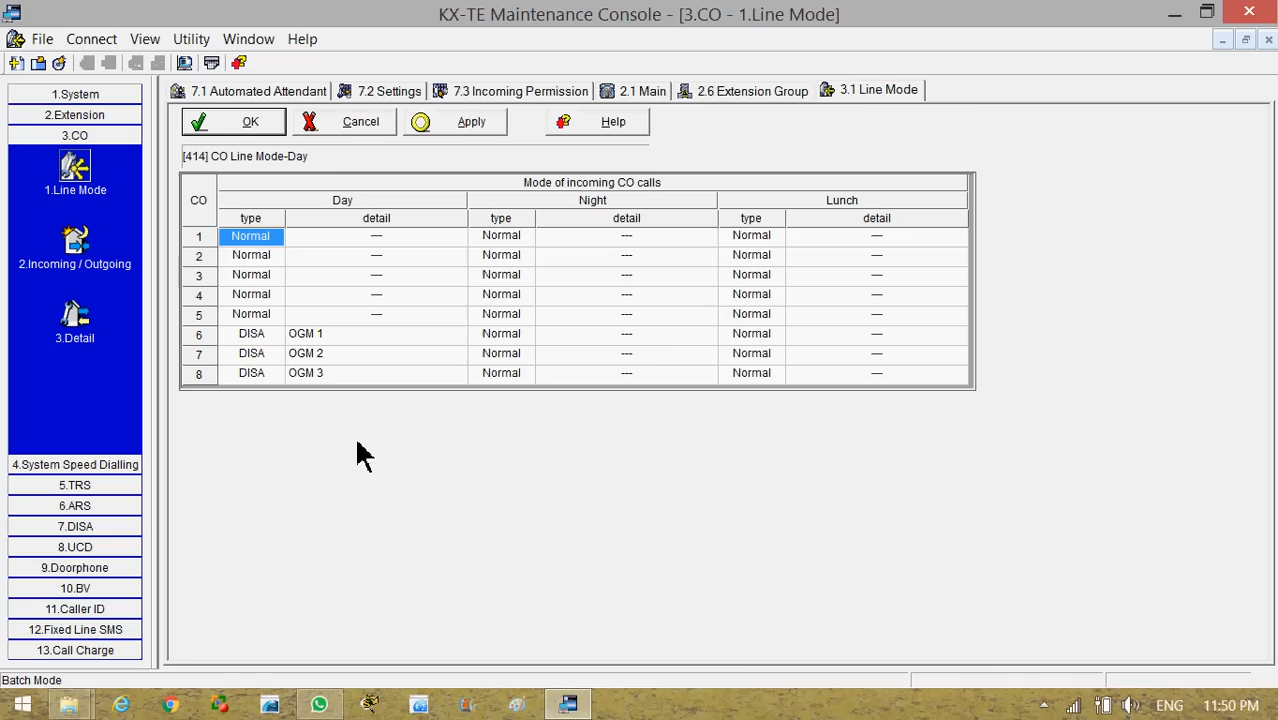 KX-TE Maintenance Console - [3.CO - 1.Line Mode]
File Connect View Utility Window Help
1.System
2.Extension
3.CO
1.Line Mode
2.Incoming / Outgoing
3.Detail
4.System Speed Dialling
5.TRS
6.ARS
7.DISA
8.UCD
9.Doorphone
10.BV
11.Caller ID
12.Fixed Line SMS
13.Call Charge
7.1 Automated Attendant 7.2 Settings 7.3 Incoming Permission 2.1 Main 2.6 Extension Group 3.1 Line Mode
OK Cancel Apply Help
[414] CO Line Mode-Day
Mode of incoming CO calls
CO Day Night Lunch
type detail type detail type detail
1 Normal --- Normal --- Normal ---
2 Normal --- Normal --- Normal ---
3 Normal --- Normal --- Normal ---
4 Normal --- Normal --- Normal ---
5 Normal --- Normal --- Normal ---
6 DISA OGM 1 Normal --- Normal ---
7 DISA OGM 2 Normal --- Normal ---
8 DISA OGM 3 Normal --- Normal ---
Batch Mode
ENG 11:50 PM